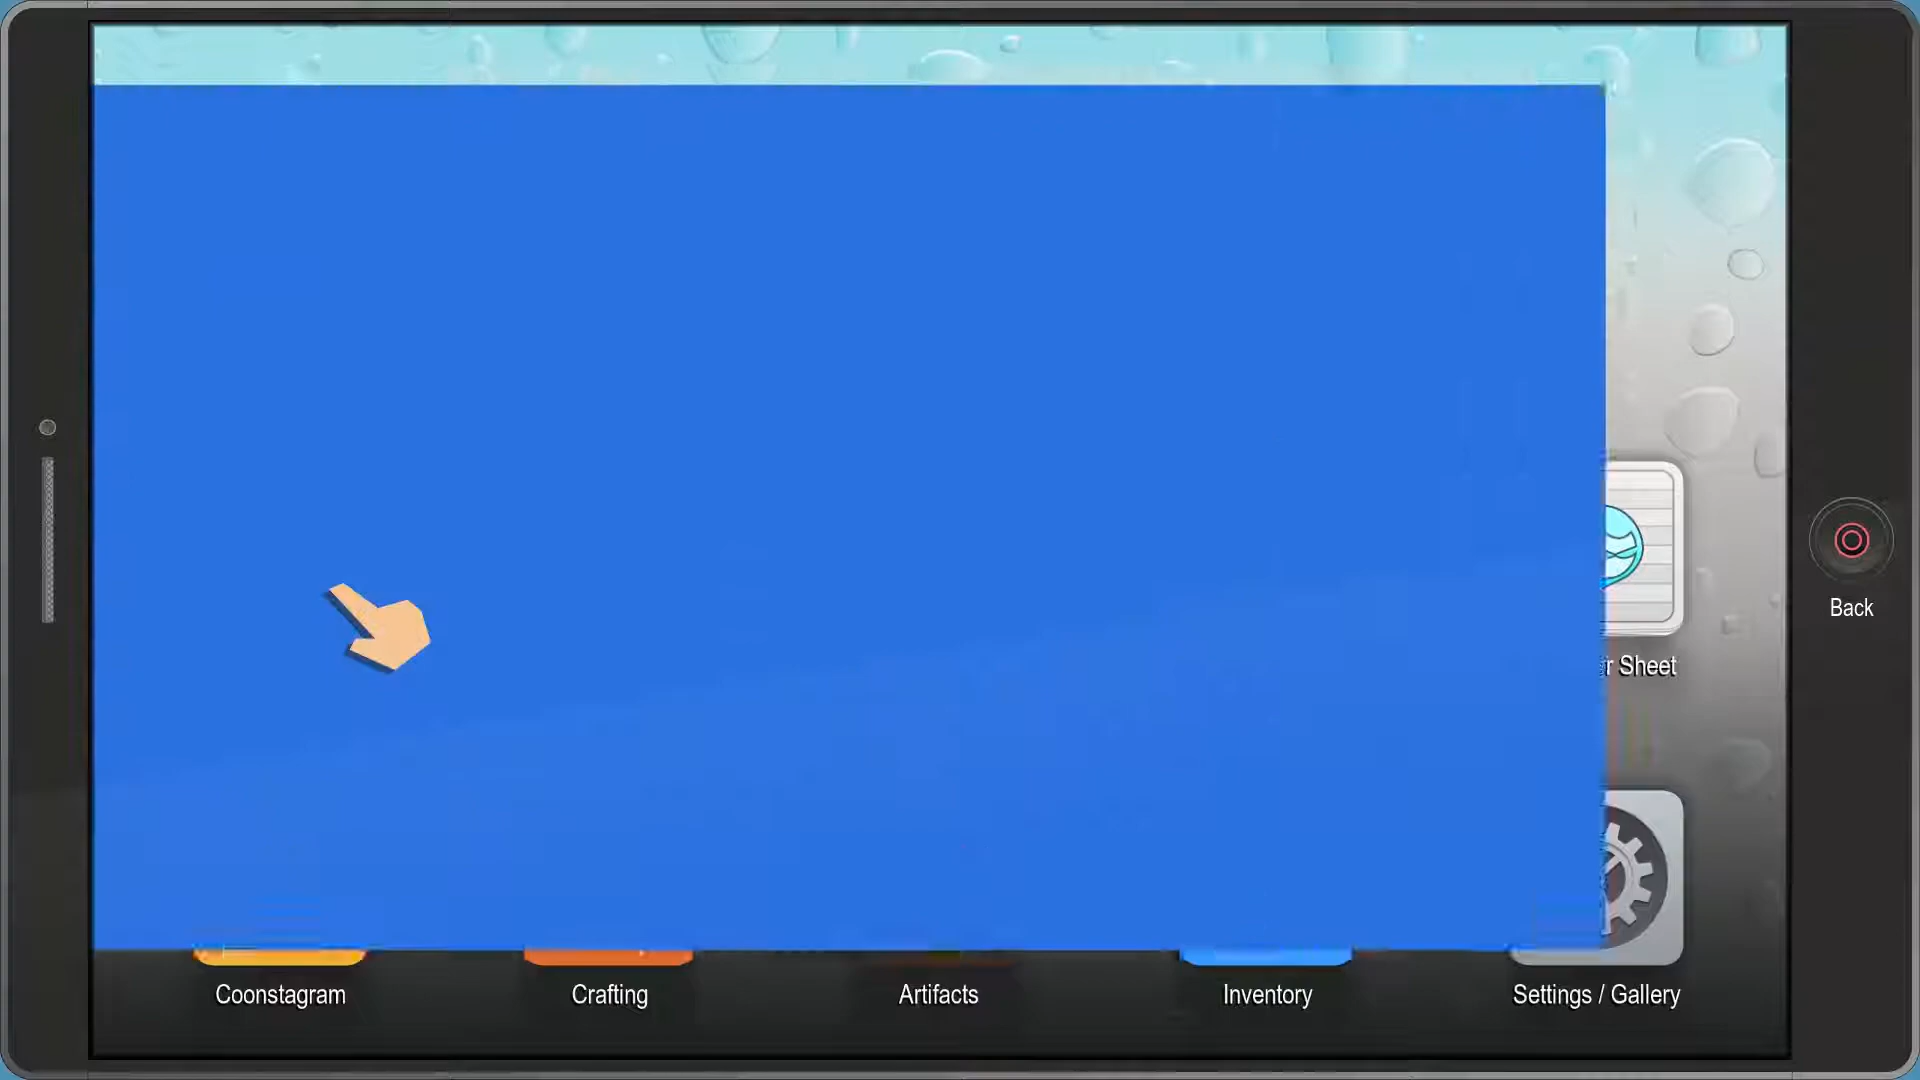 Back
r Sheet
Coonstagram
Crafting
Artifacts
Inventory
Settings / Gallery